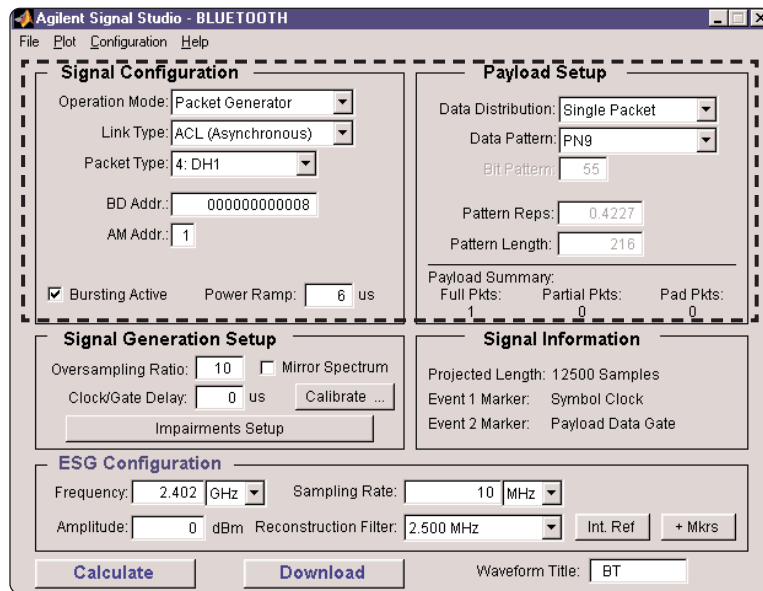 Agilent Signal Studio - BLUETOOTH
File Plot Configuration Help
Signal Configuration
Operation Mode: Packet Generator
Link Type: ACL (Asynchronous)
Packet Type: 4: DH1
BD Addr.: 000000000008
AM Addr.: 1
Bursting Active Power Ramp: 6 us
Payload Setup
Data Distribution: Single Packet
Data Pattern: PN9
Bit Pattern: 55
Pattern Reps: 0.4227
Pattern Length: 216
Payload Summary:
Full Pkts: Partial Pkts: Pad Pkts:
1 0 0
Signal Generation Setup
Oversampling Ratio: 10 Mirror Spectrum
Clock/Gate Delay: 0 us Calibrate ...
Impairments Setup
Signal Information
Projected Length: 12500 Samples
Event 1 Marker: Symbol Clock
Event 2 Marker: Payload Data Gate
ESG Configuration
Frequency: 2.402 GHz Sampling Rate: 10 MHz
Amplitude: 0 dBm Reconstruction Filter: 2.500 MHz Int. Ref + Mkrs
Calculate Download Waveform Title: BT